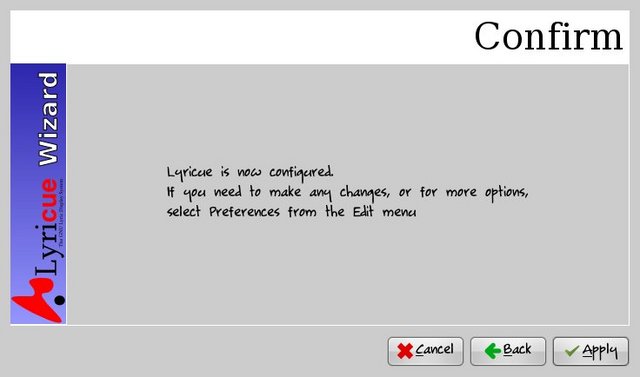 Confirm
Lyricue Wizard
The GNU Lyric Display System
Lyricue is now configured.
If you need to make any changes, or for more options,
select Preferences from the Edit menu
Cancel
Back
Apply